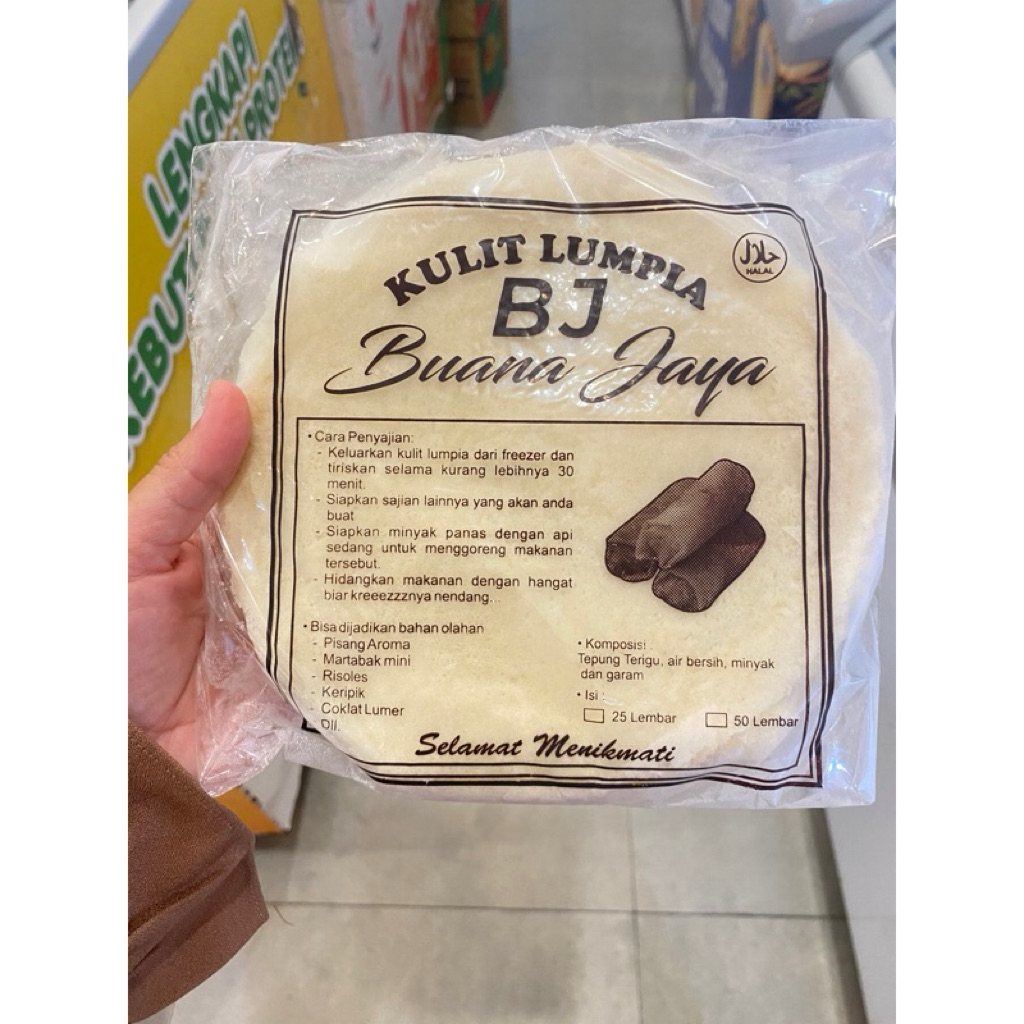 LENGKAPI
KEBUT
PROTEI
KULIT LUMPIA
حلال
HALAL
BJ
Buana Jaya
• Cara Penyajian:
- Keluarkan kulit lumpia dari freezer dan
tiriskan selama kurang lebihnya 30
menit.
- Siapkan sajian lainnya yang akan anda
buat
- Siapkan minyak panas dengan api
sedang untuk menggoreng makanan
tersebut.
- Hidangkan makanan dengan hangat
biar kreeezzznya nendang...
• Bisa dijadikan bahan olahan
- Pisang Aroma
- Martabak mini
- Risoles
- Keripik
- Coklat Lumer
- Dll.
• Komposisi :
Tepung Terigu, air bersih, minyak
dan garam
• Isi :
25 Lembar 50 Lembar
Selamat Menikmati